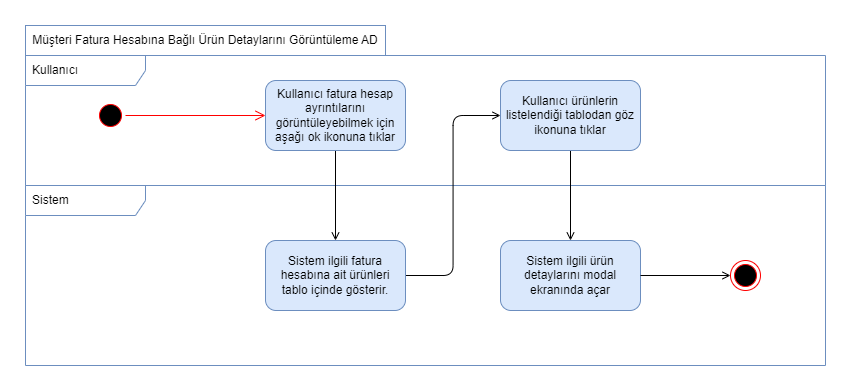 Müşteri Fatura Hesabına Bağlı Ürün Detaylarını Görüntüleme AD
Kullanıcı
Kullanıcı fatura hesap
ayrıntılarını
görüntüleyebilmek için
aşağı ok ikonuna tıklar
Kullanıcı ürünlerin
listelendiği tablodan göz
ikonuna tıklar
Sistem
Sistem ilgili fatura
hesabına ait ürünleri
tablo içinde gösterir.
Sistem ilgili ürün
detaylarını modal
ekranında açar